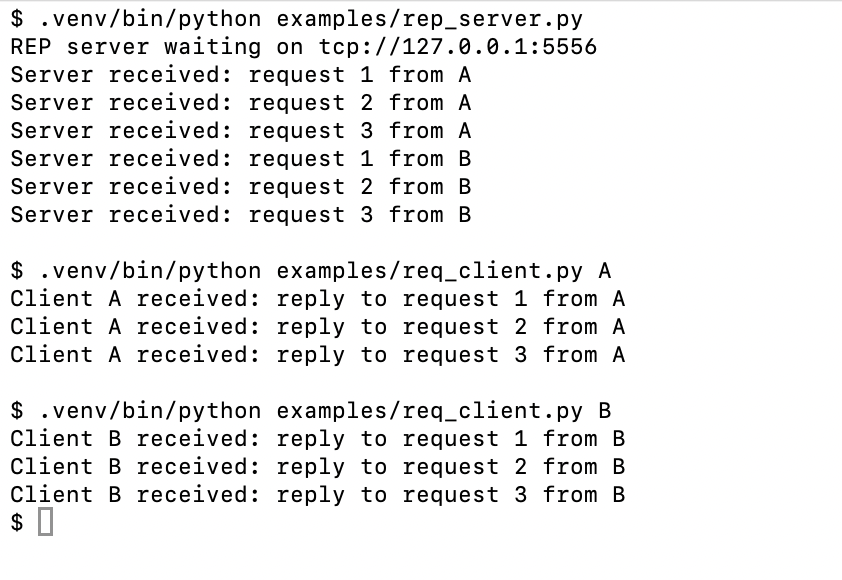 $ .venv/bin/python examples/rep_server.py
REP server waiting on tcp://127.0.0.1:5556
Server received: request 1 from A
Server received: request 2 from A
Server received: request 3 from A
Server received: request 1 from B
Server received: request 2 from B
Server received: request 3 from B
$ .venv/bin/python examples/req_client.py A
Client A received: reply to request 1 from A
Client A received: reply to request 2 from A
Client A received: reply to request 3 from A
$ .venv/bin/python examples/req_client.py B
Client B received: reply to request 1 from B
Client B received: reply to request 2 from B
Client B received: reply to request 3 from B
$